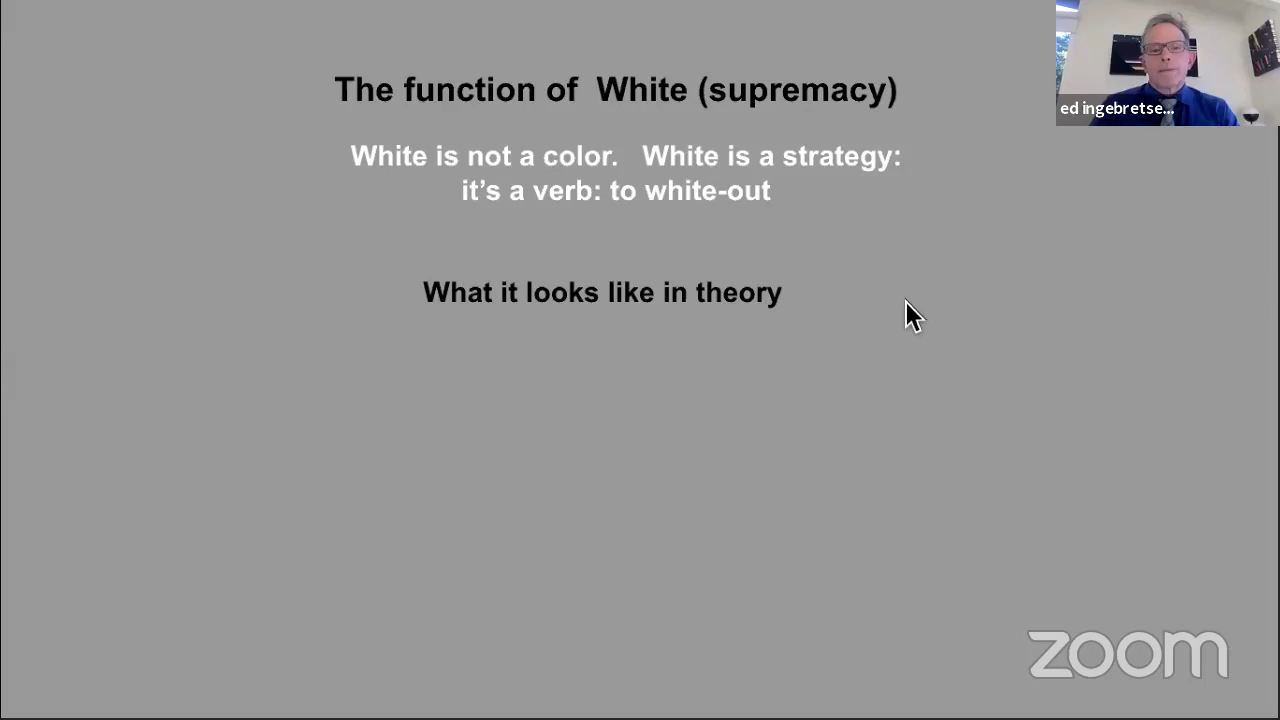 The function of  White (supremacy)
ed ingebretse...
White is not a color.   White is a strategy:
it’s a verb: to white-out
What it looks like in theory
zoom